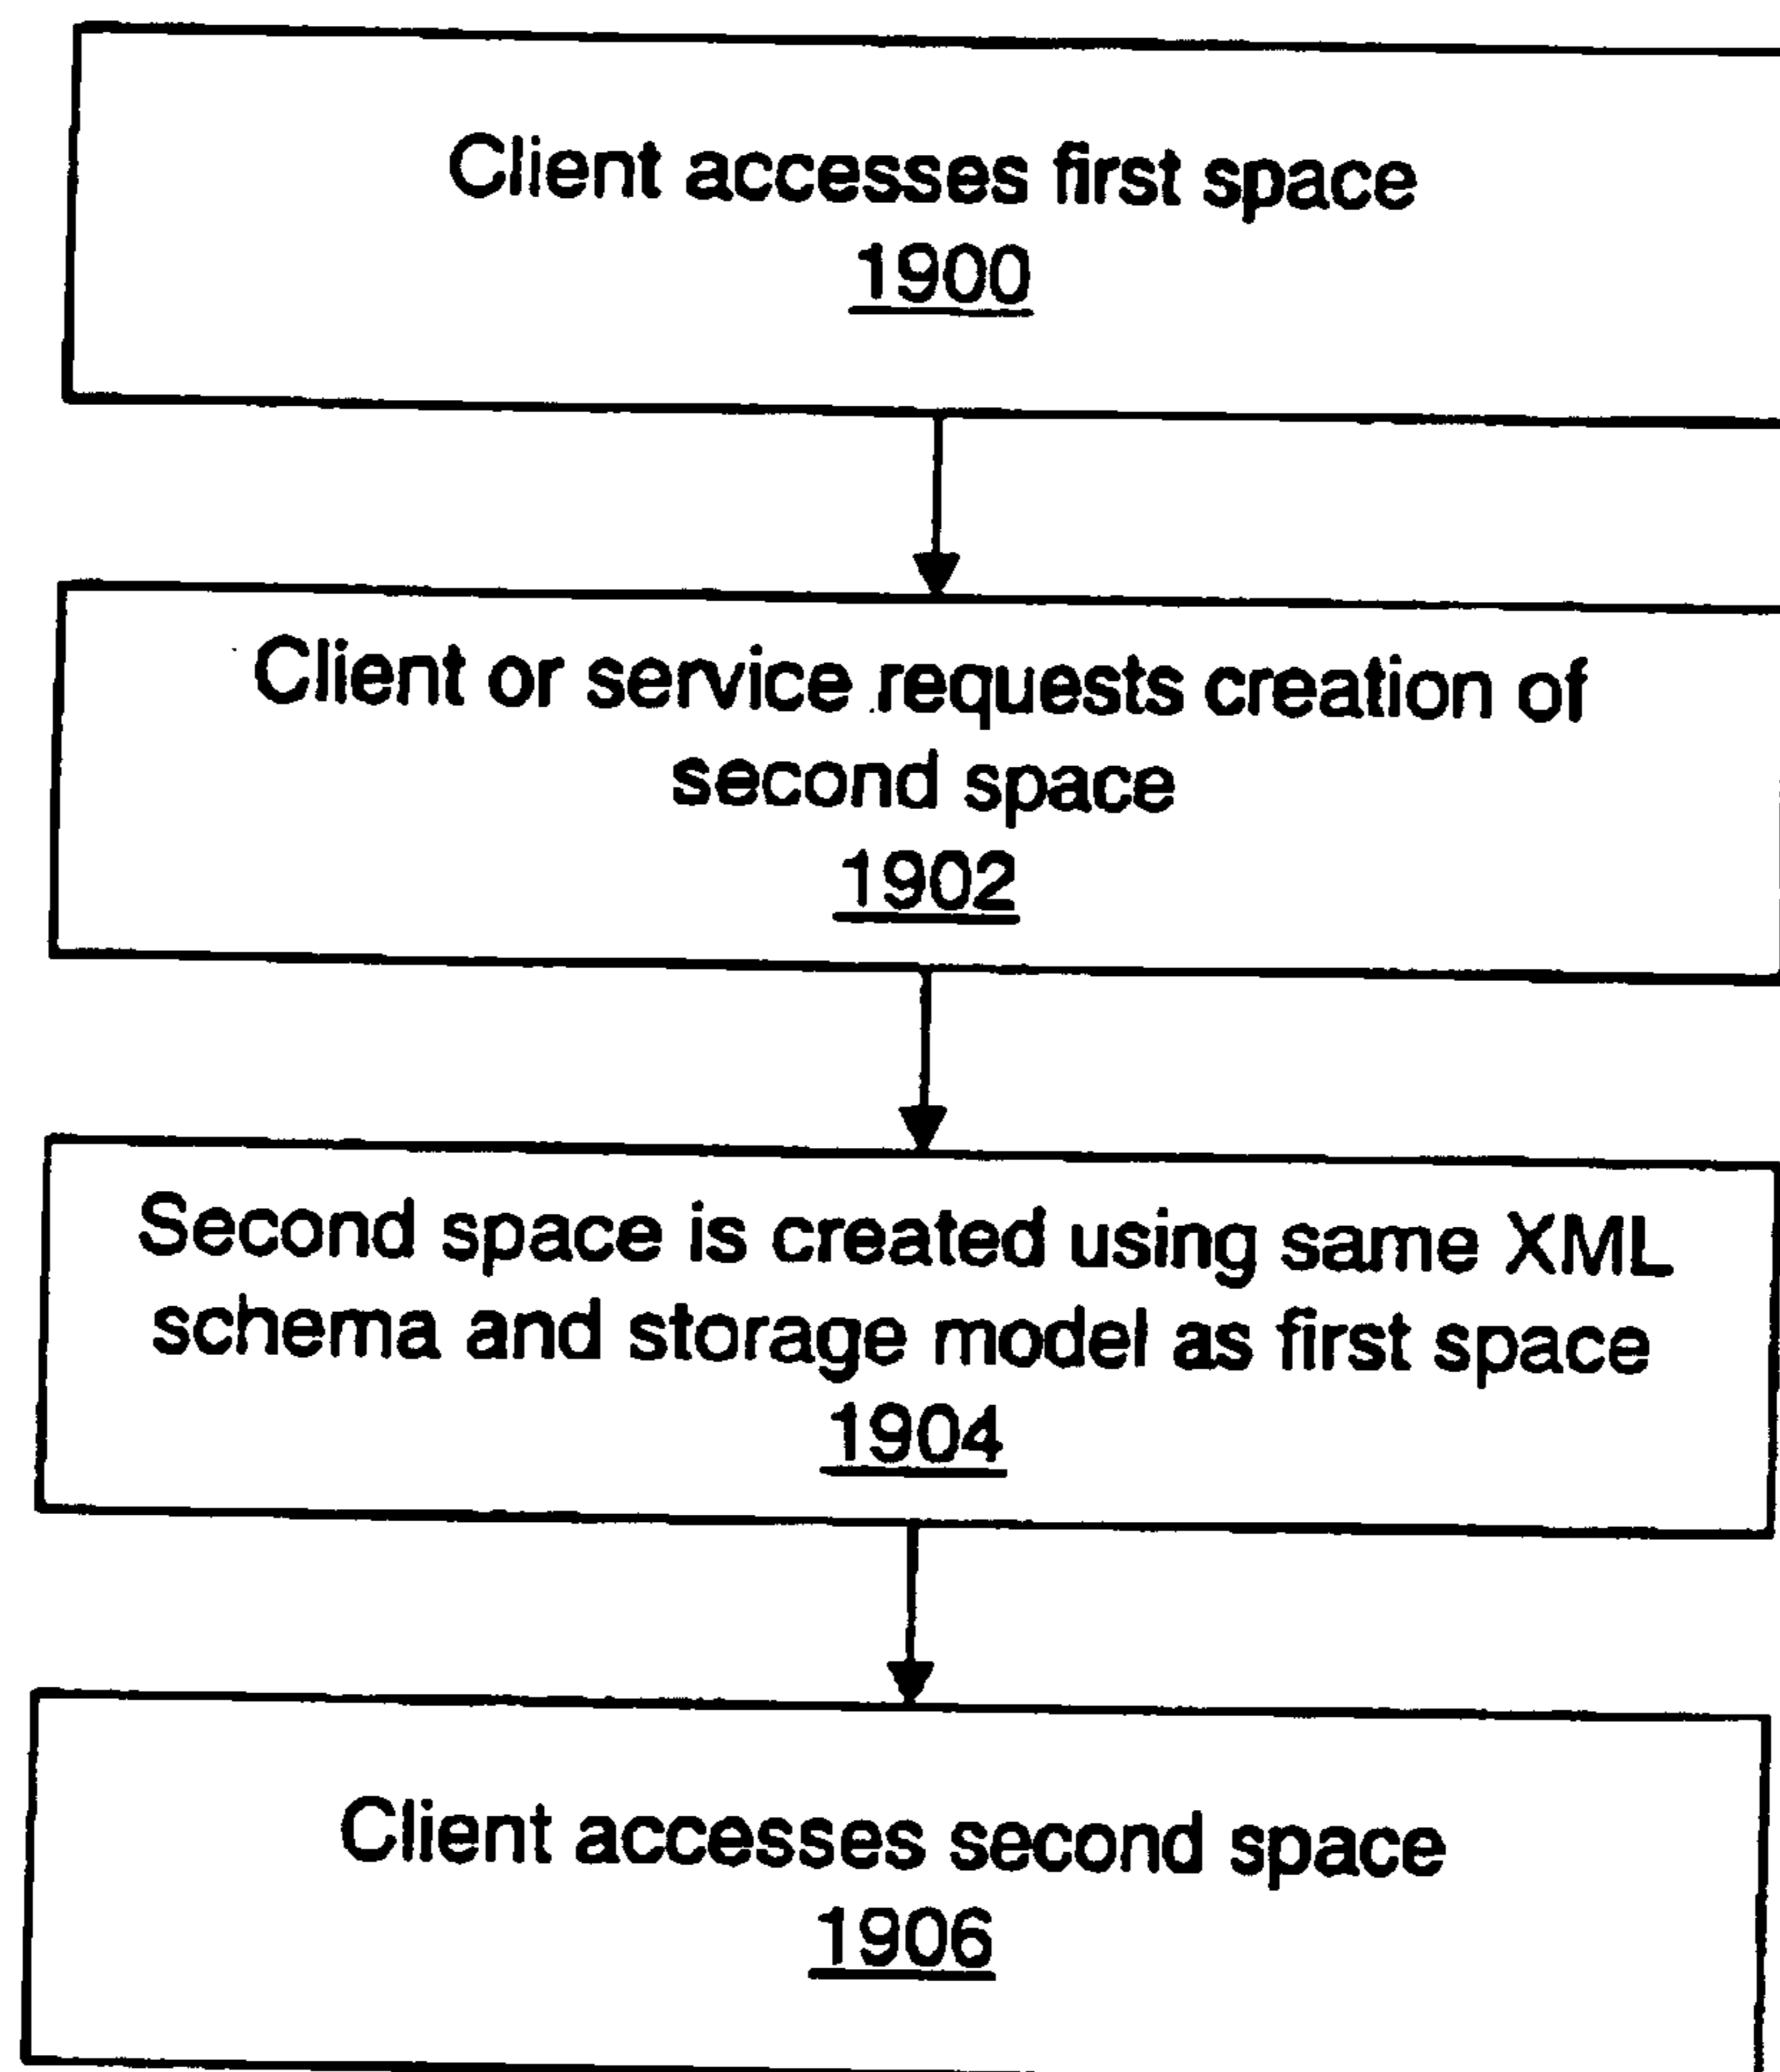 Client accesses first space
1900
Client or service requests creation of
second space
1902
Second space is created using same XML
schema and storage model as first space
1904
Client accesses second space
1906